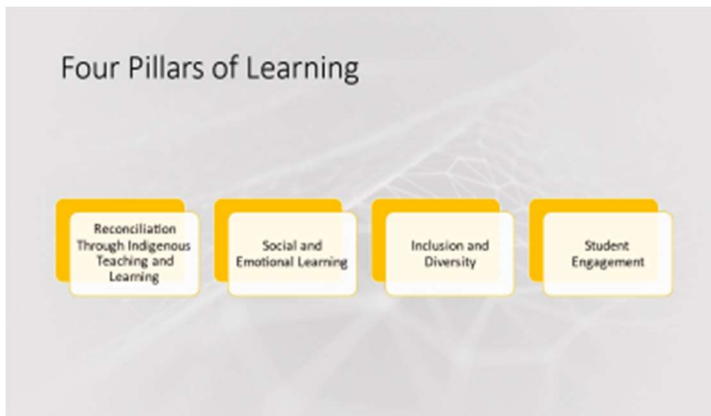 Four Pillars of Learning
Reconciliation
Through Indigenous
Teaching and
Learning
Social and
Emotional Learning
Inclusion and
Diversity
Student
Engagement